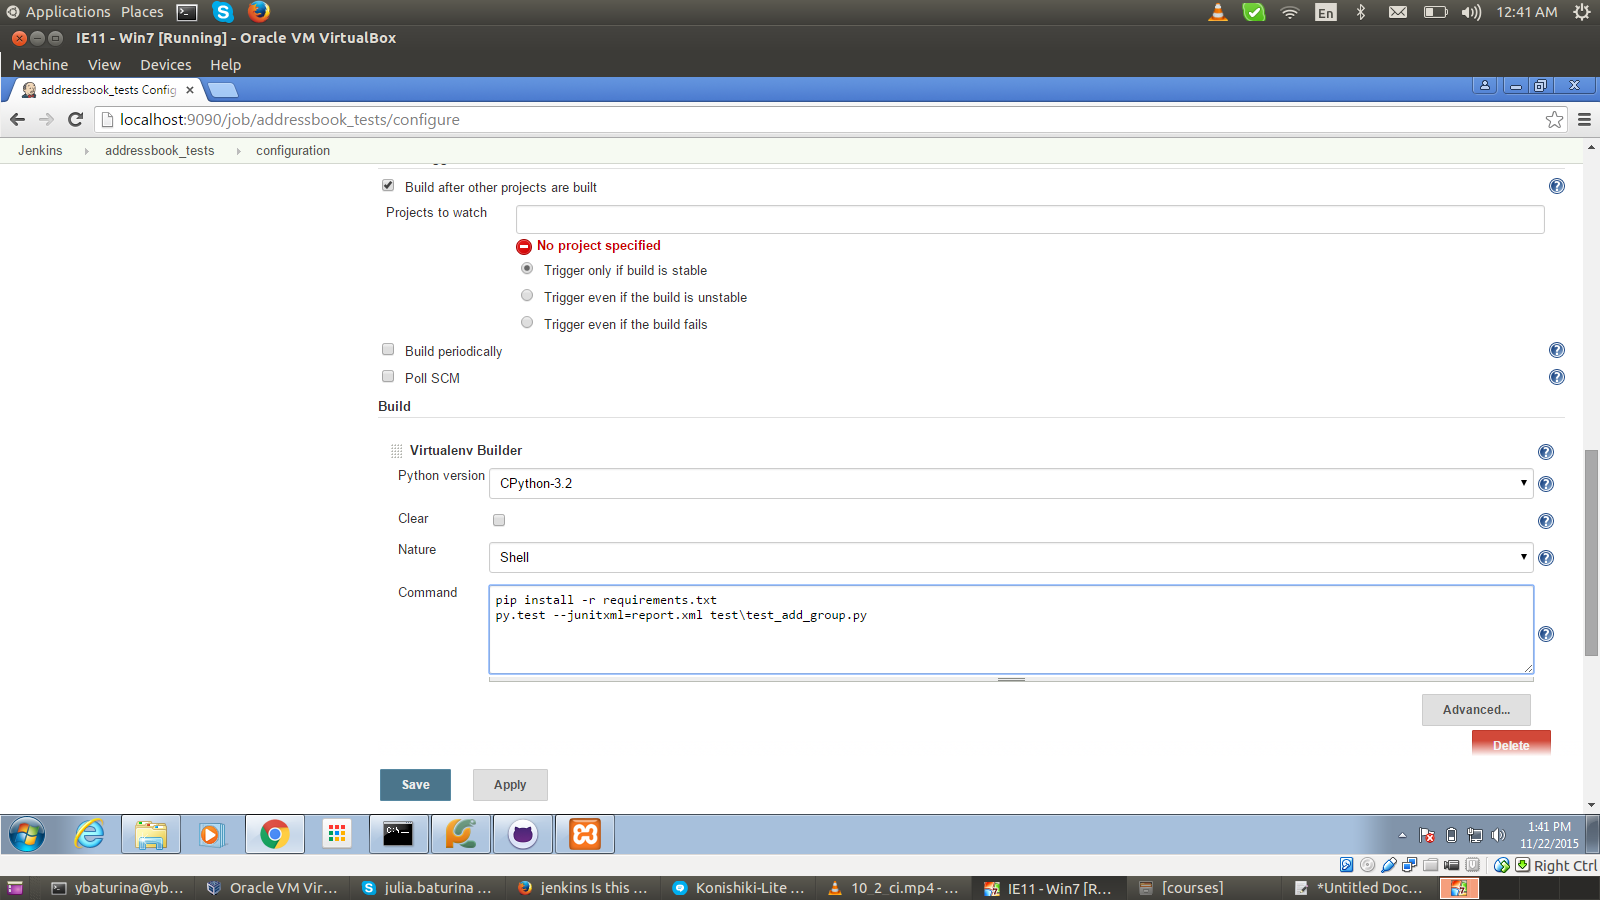 Applications Places En 12:41 AM
IE11 - Win7 [Running] - Oracle VM VirtualBox
Machine View Devices Help
addressbook_tests Config
localhost:9090/job/addressbook_tests/configure
Jenkins addressbook_tests configuration
Build after other projects are built
Projects to watch
No project specified
Trigger only if build is stable
Trigger even if the build is unstable
Trigger even if the build fails
Build periodically
Poll SCM
Build
Virtualenv Builder
Python version CPython-3.2
Clear
Nature Shell
Command
pip install -r requirements.txt
py.test --junitxml=report.xml test\test_add_group.py
Advanced...
Delete
Save Apply
1:41 PM
11/22/2015
Right Ctrl
ybaturina@yb... Oracle VM Vir... julia.baturina ... jenkins Is this ... Konishiki-Lite ... 10_2_ci.mp4 -... IE11 - Win7 [R... [courses] *Untitled Doc...